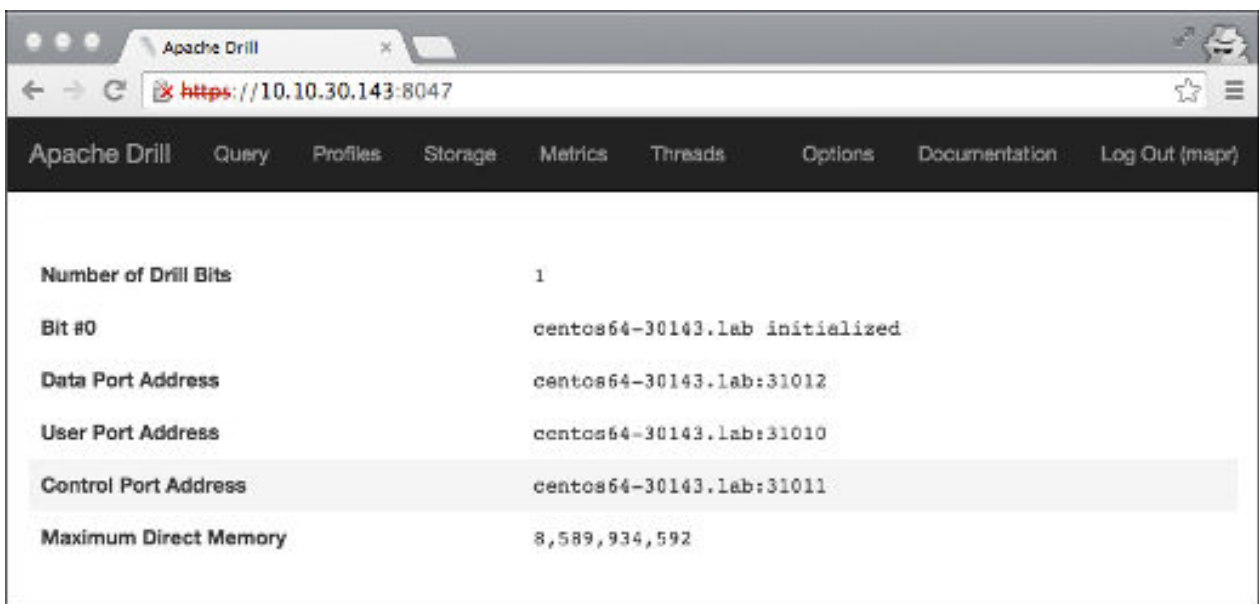 Apache Drill
https://10.10.30.143:8047
Apache Drill Query Profiles Storage Metrics Threads Options Documentation Log Out (mapr)
Number of Drill Bits 1
Bit #0 centos64-30143.lab initialized
Data Port Address centos64-30143.lab:31012
User Port Address centos64-30143.lab:31010
Control Port Address centos64-30143.lab:31011
Maximum Direct Memory 8,589,934,592